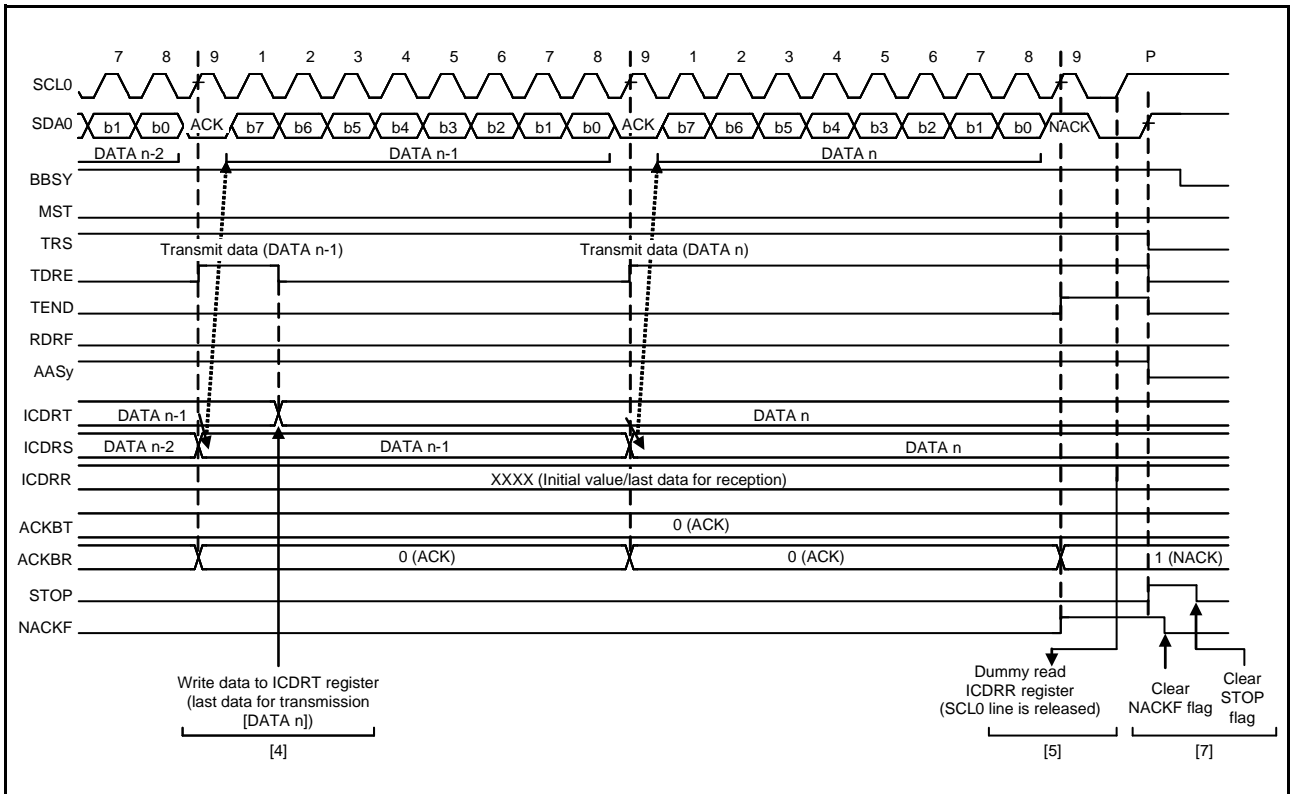 7 8 9 1 2 3 4 5 6 7 8 9 1 2 3 4 5 6 7 8 9 P
SCL0
SDA0 b1 b0 ACK b7 b6 b5 b4 b3 b2 b1 b0 ACK b7 b6 b5 b4 b3 b2 b1 b0 NACK
DATA n-2 DATA n-1 DATA n
BBSY
MST
TRS
Transmit data (DATA n-1) Transmit data (DATA n)
TDRE
TEND
RDRF
AASy
ICDRT DATA n-1 DATA n
ICDRS DATA n-2 DATA n-1 DATA n
ICDRR XXXX (Initial value/last data for reception)
ACKBT 0 (ACK)
ACKBR 0 (ACK) 0 (ACK) 1 (NACK)
STOP
NACKF
Write data to ICDRT register
(last data for transmission
[DATA n])
[4]
Dummy read
ICDRR register
(SCL0 line is released)
[5]
Clear
NACKF flag
Clear
STOP
flag
[7]